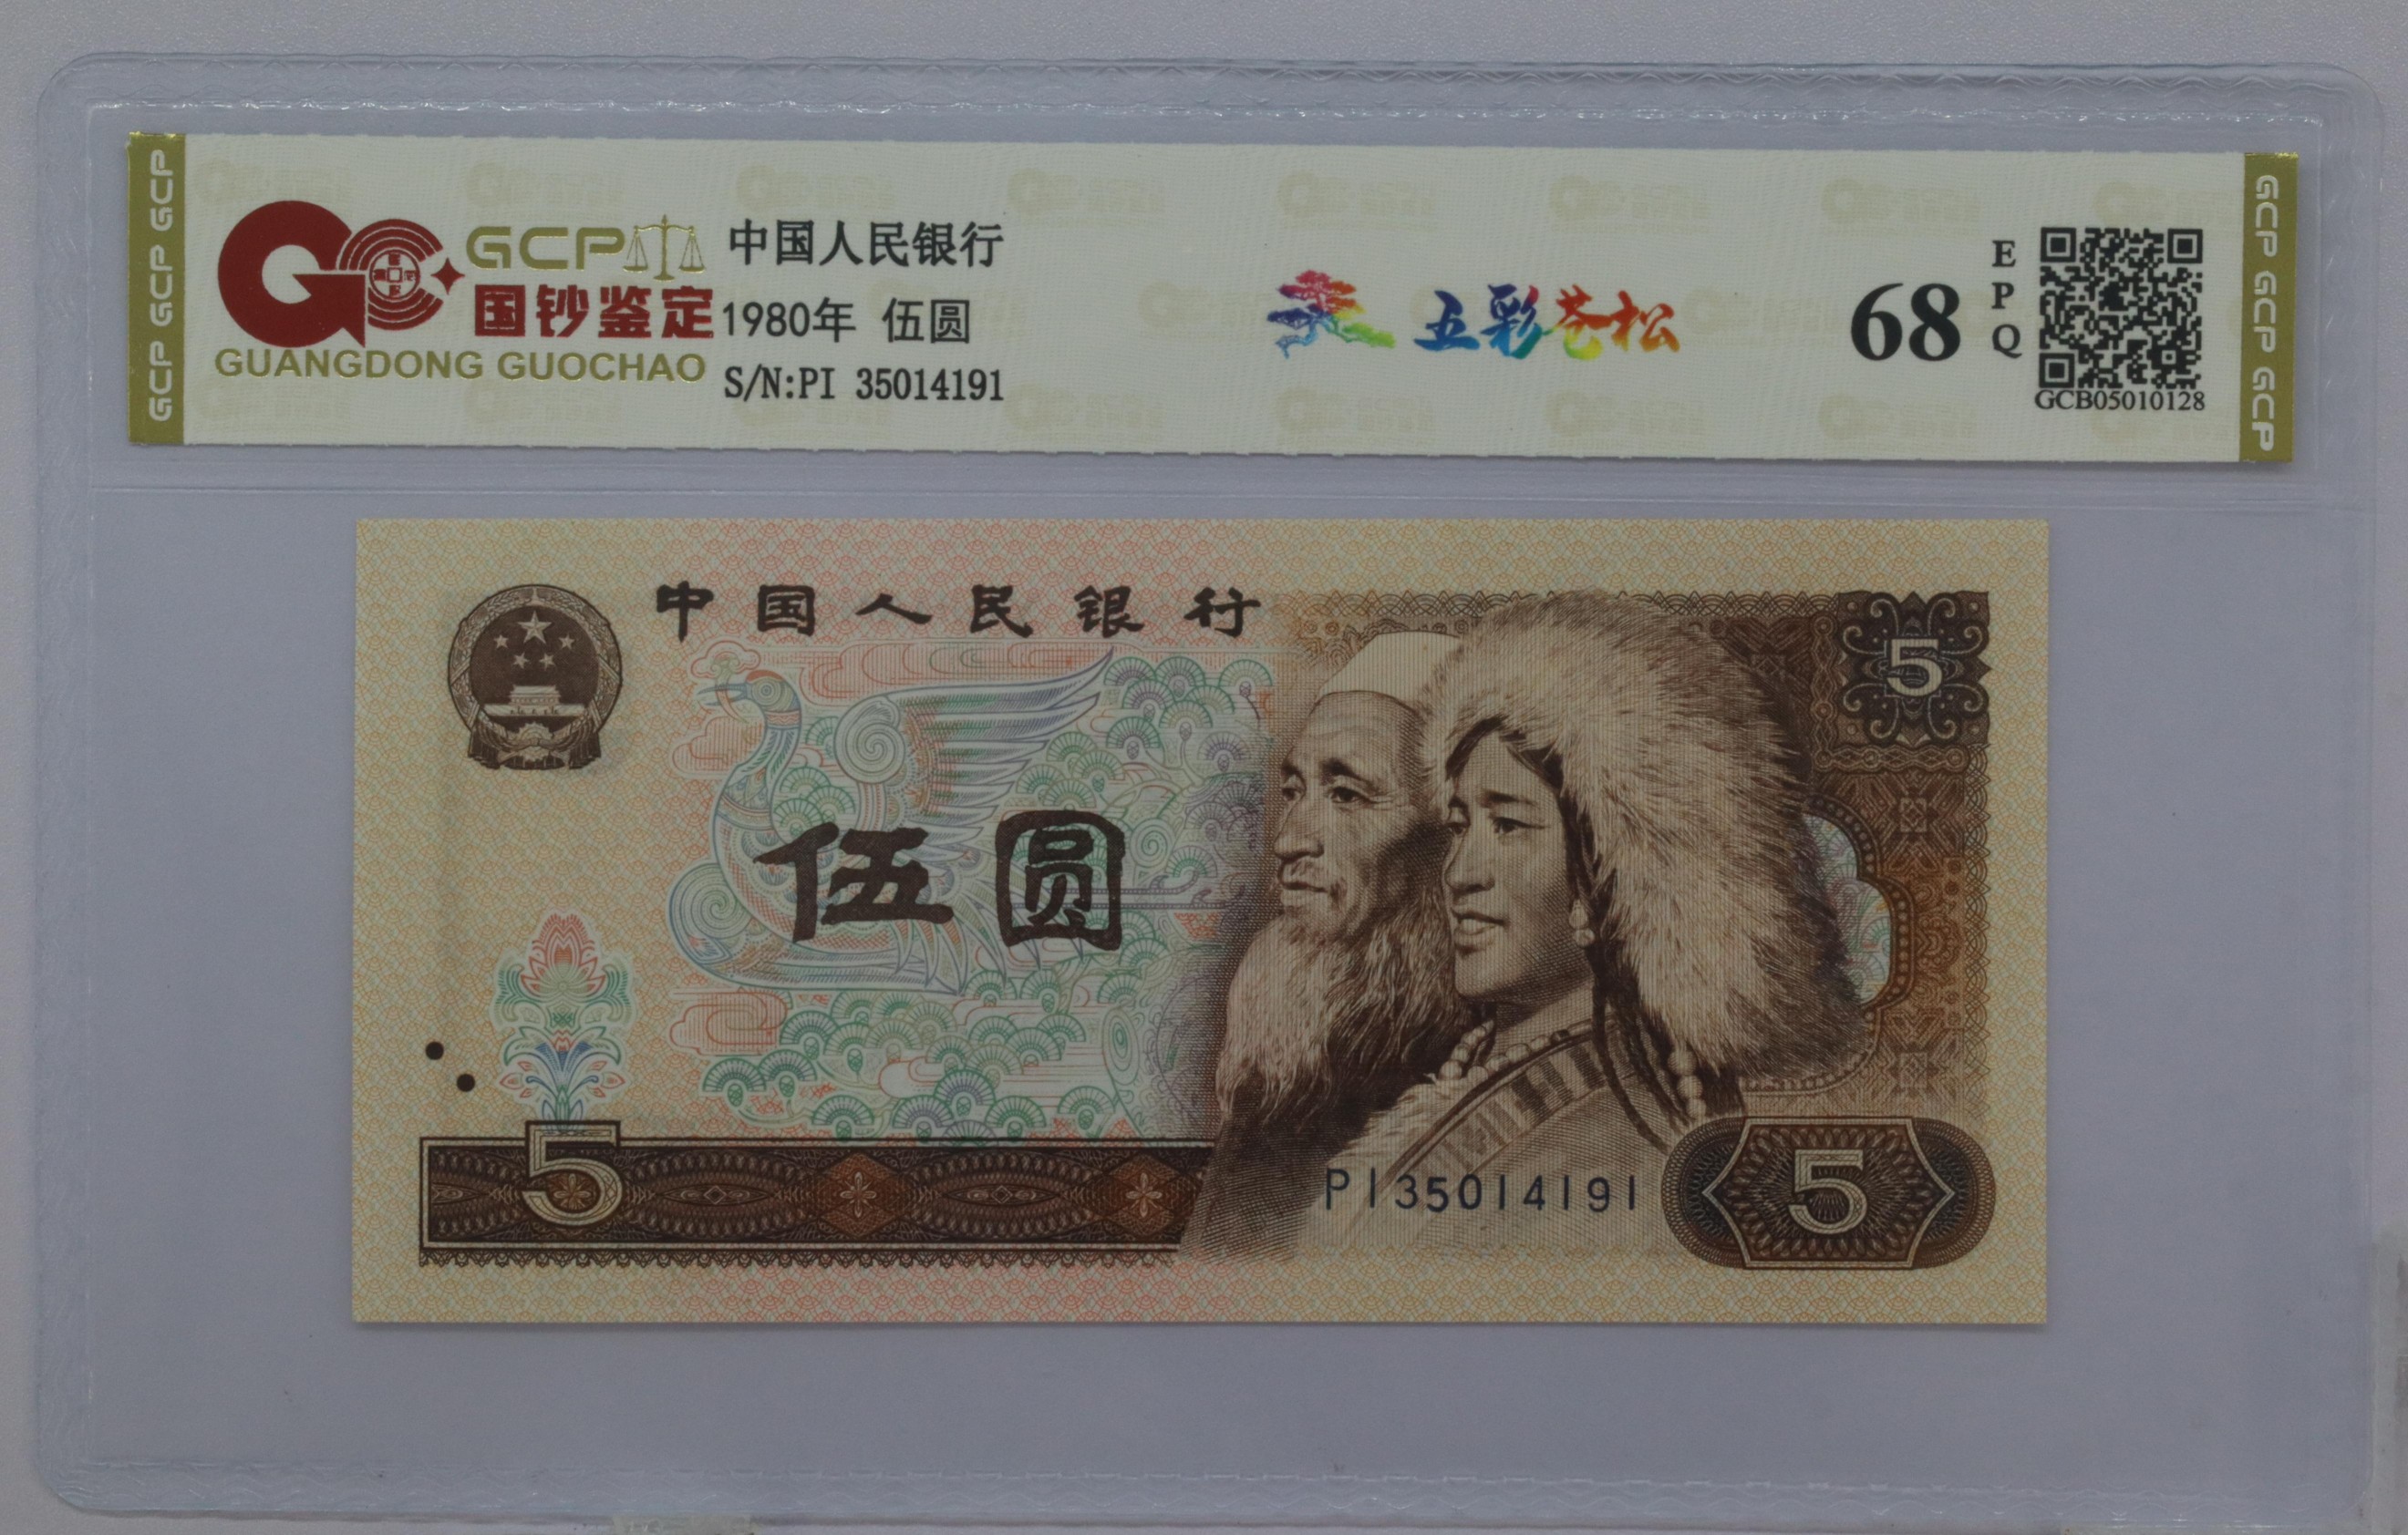 GCP GCP GCP
GCP
国钞鉴定
GUANGDONG GUOCHAO
中国人民银行
1980年 伍圆
S/N:PI 35014191
五彩苍松
68
EPQ
GCB05010128
GCP GCP GCP
中国人民银行
5
伍圆
5
PI35014191
5